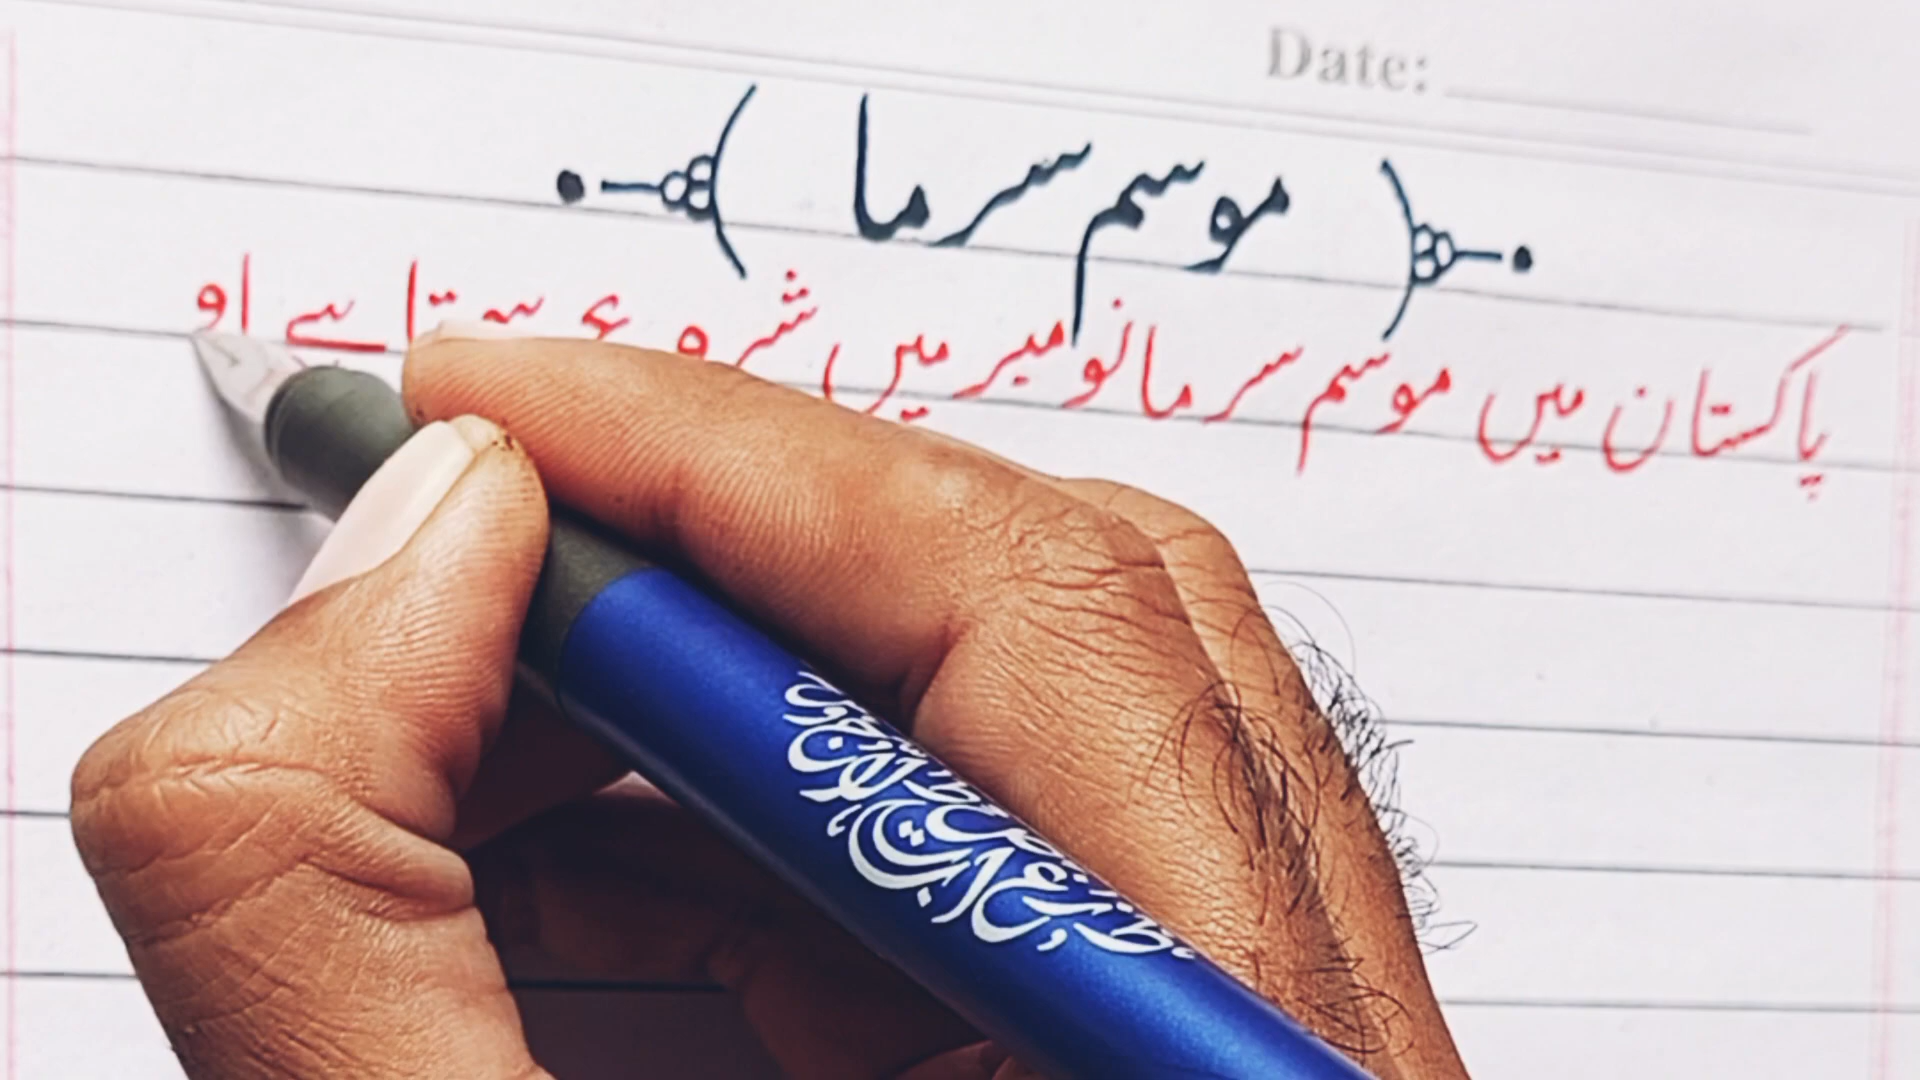 Date:
موسم سرما
پاکستان میں موسم سرما نومبر میں شروع ہوتا ہے او